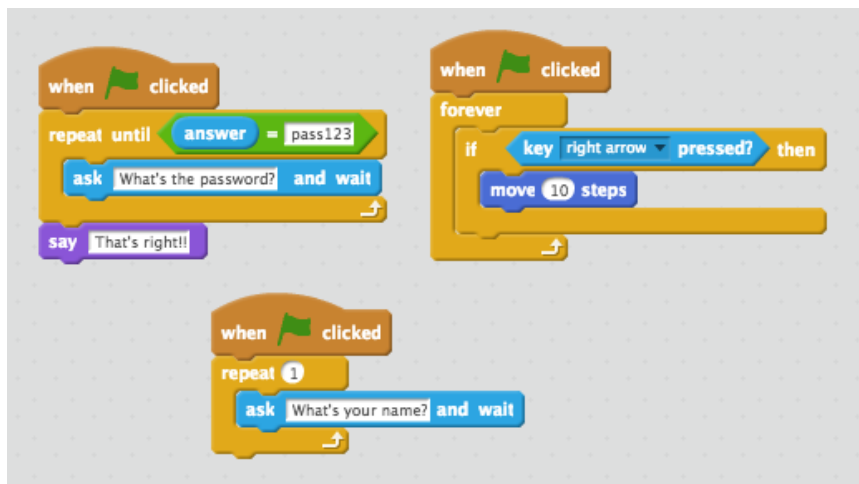 when clicked
repeat until answer = pass123
ask What's the password? and wait
say That's right!!
when clicked
forever
if key right arrow pressed? then
move 10 steps
when clicked
repeat 1
ask What's your name? and wait